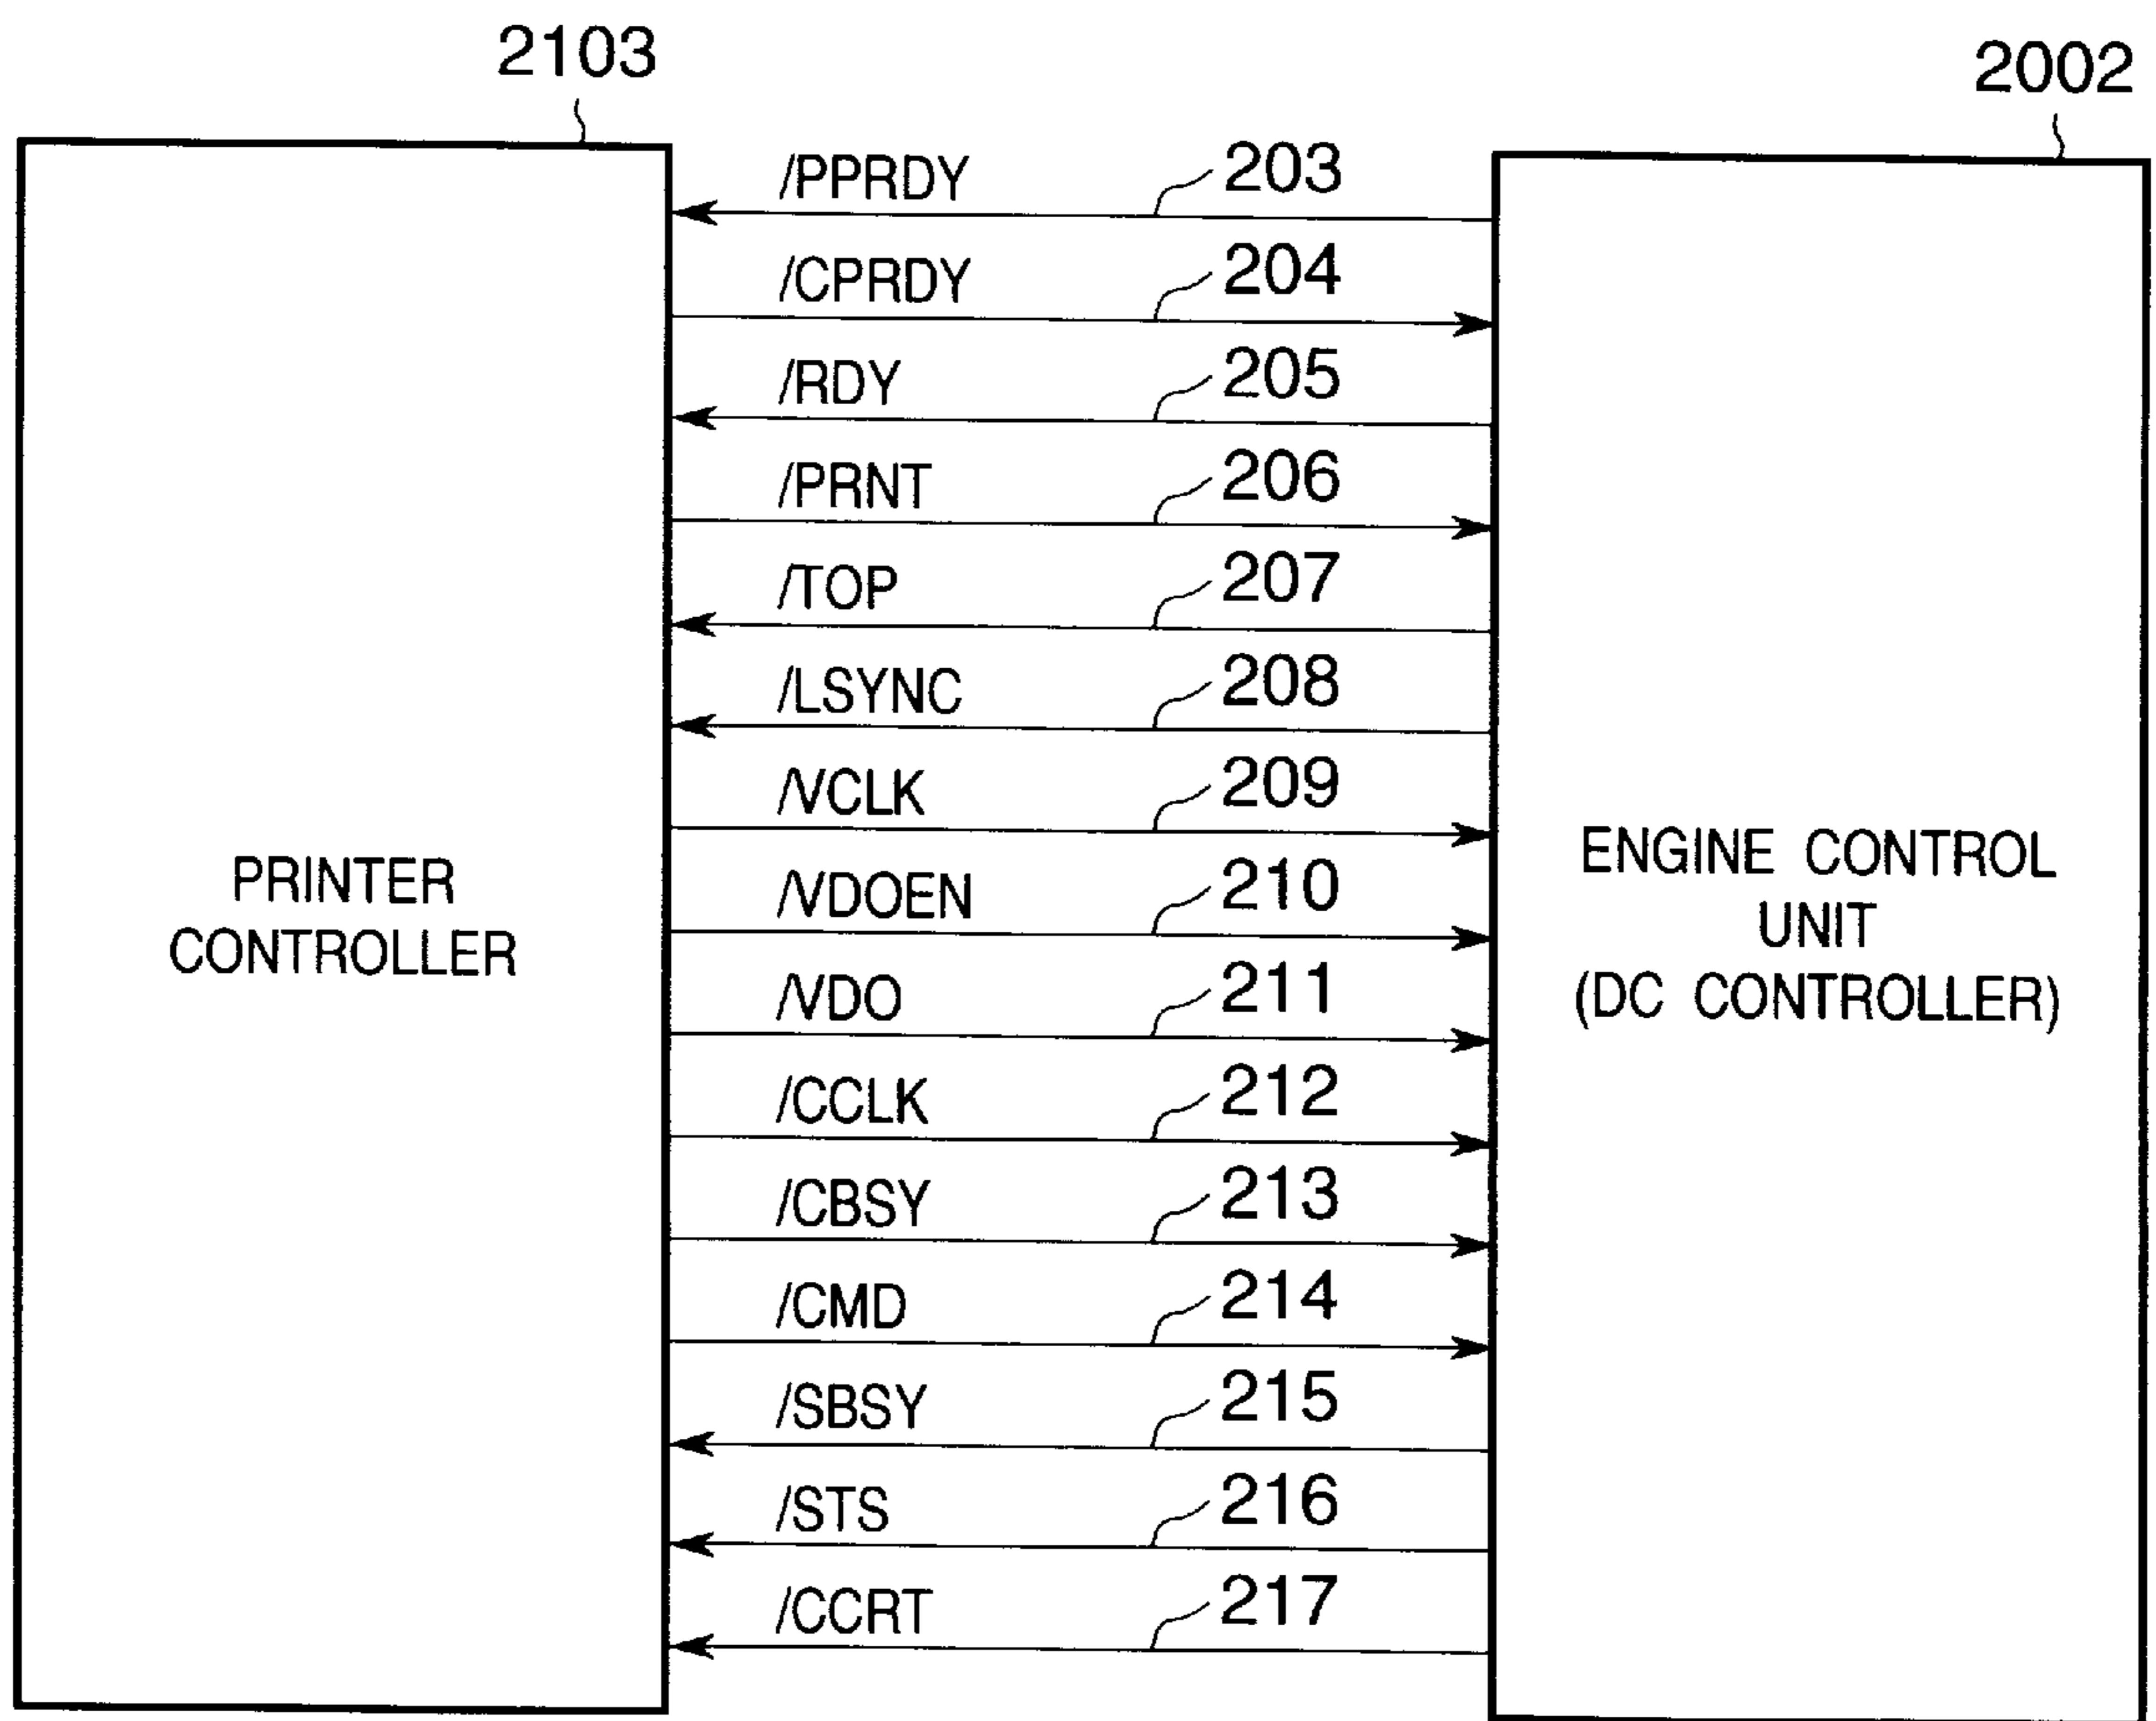 2103
2002
/PPRDY 203
/CPRDY 204
/RDY 205
/PRNT 206
/TOP 207
/LSYNC 208
/VCLK 209
/VDOEN 210
/VDO 211
/CCLK 212
/CBSY 213
/CMD 214
/SBSY 215
/STS 216
/CCRT 217
PRINTER
CONTROLLER
ENGINE CONTROL
UNIT
(DC CONTROLLER)